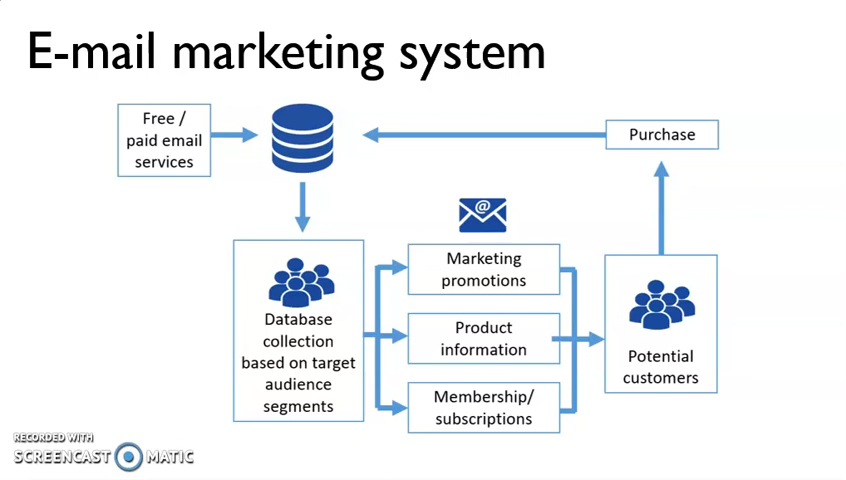 E-mail marketing system
Free /
paid email
services
Purchase
@
Marketing
promotions
Database
collection
based on target
audience
segments
Product
information
Potential
customers
Membership/
subscriptions
RECORDED WITH
SCREENCAST MATIC